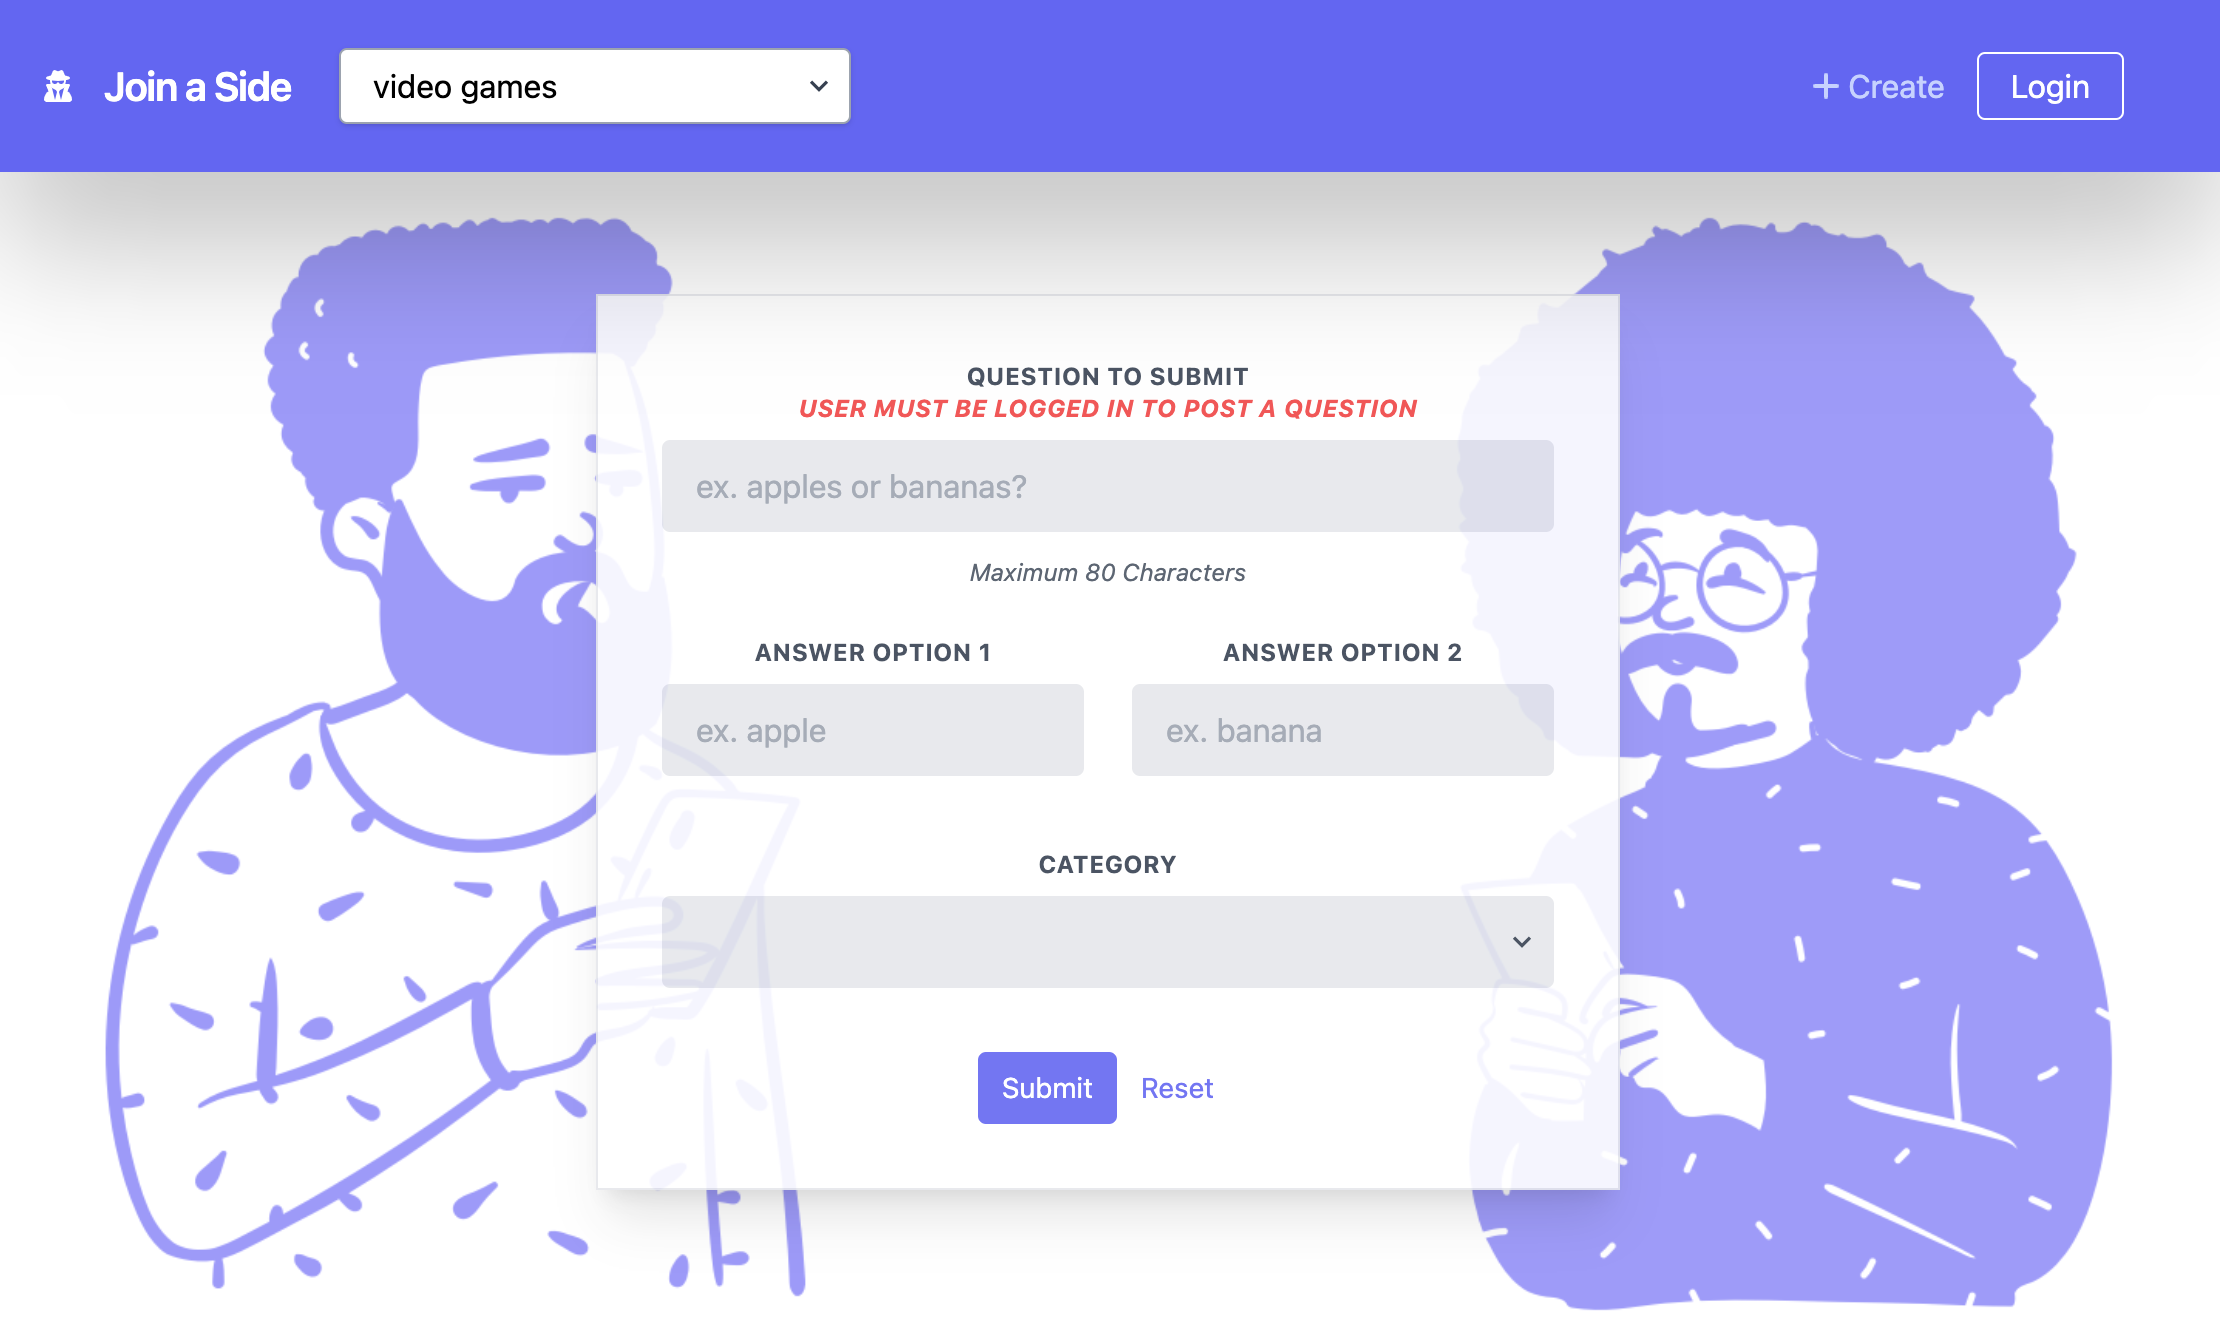 Join a Side
video games
+ Create
Login
QUESTION TO SUBMIT
USER MUST BE LOGGED IN TO POST A QUESTION
ex. apples or bananas?
Maximum 80 Characters
ANSWER OPTION 1
ANSWER OPTION 2
ex. apple
ex. banana
CATEGORY
Submit
Reset